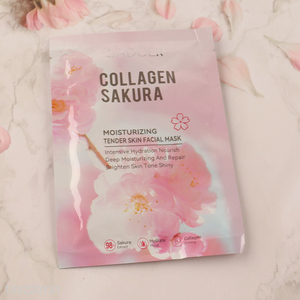 COLLAGEN
SAKURA
MOISTURIZING
TENDER SKIN FACIAL MASK
Intensive Hydration Nourish
Deep Moisturizing And Repair
Brighten Skin Tone Shiny
98
Sakura